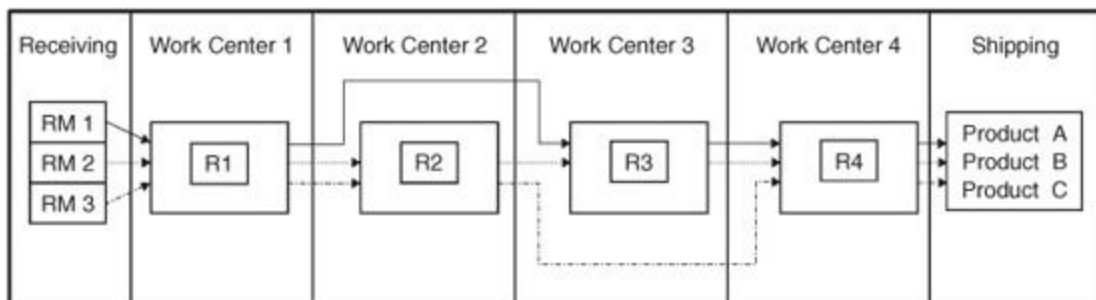 Receiving
Work Center 1
Work Center 2
Work Center 3
Work Center 4
Shipping
RM 1
RM 2
RM 3
R1
R2
R3
R4
Product A
Product B
Product C